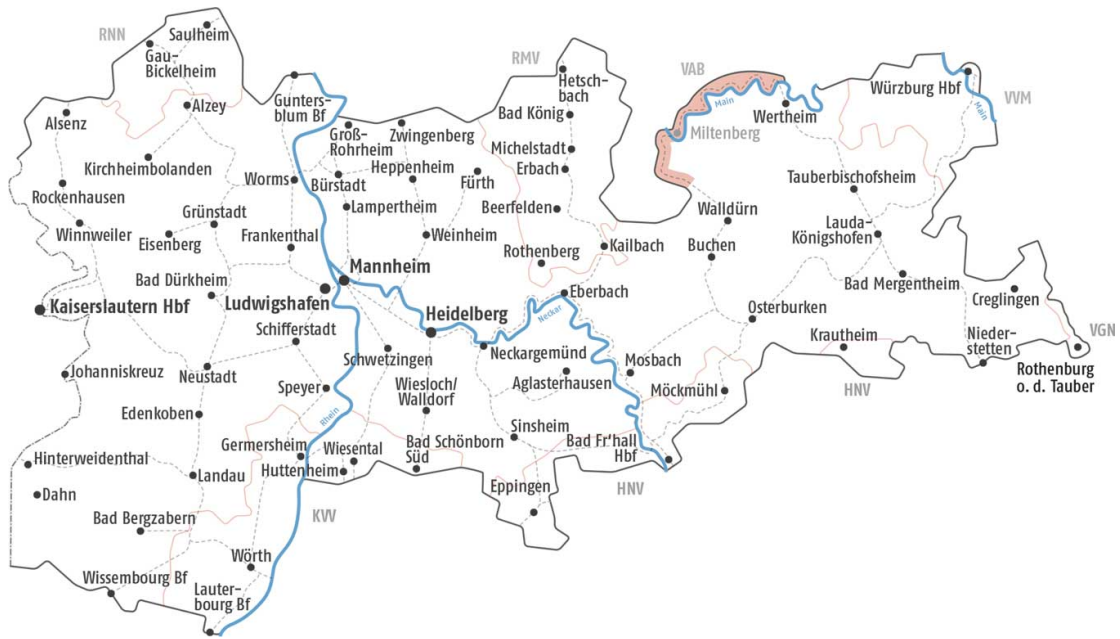 RNN
Saulheim
Gau-
Bickelheim
Alsenz
Alzey
Kirchheimbolanden
Rockenhausen
Winnweiler
Grünstadt
Eisenberg
Bad Dürkheim
Kaiserslautern Hbf
Gunters-
blum Bf
Worms
Frankenthal
Ludwigshafen
Schifferstadt
Johanniskreuz
Neustadt
Speyer
Edenkoben
Rhein
Germersheim
Huttenheim
Wiesental
Hinterweidenthal
Landau
Dahn
Bad Bergzabern
Wörth
Wissembourg Bf
Lauter-
bourg Bf
KVV
RMV
Hetsch-
bach
Bad König
Michelstadt
Erbach
Beerfelden
Rothenberg
Kailbach
Groß-
Rohrheim
Zwingenberg
Heppenheim
Fürth
Bürstadt
Lampertheim
Weinheim
Mannheim
Heidelberg
Neckar
Eberbach
Schwetzingen
Neckargemünd
Wiesloch/
Walldorf
Aglasterhausen
Mosbach
Möckmühl
Bad Schönborn
Süd
Sinsheim
Bad Fr'hall
Hbf
Eppingen
HNV
VAB
Main
Miltenberg
Wertheim
Würzburg Hbf
Main
VVM
Tauberbischofsheim
Walldürn
Buchen
Lauda-
Königshofen
Bad Mergentheim
Osterburken
Krautheim
HNV
Creglingen
Nieder-
stetten
VGN
Rothenburg
o. d. Tauber